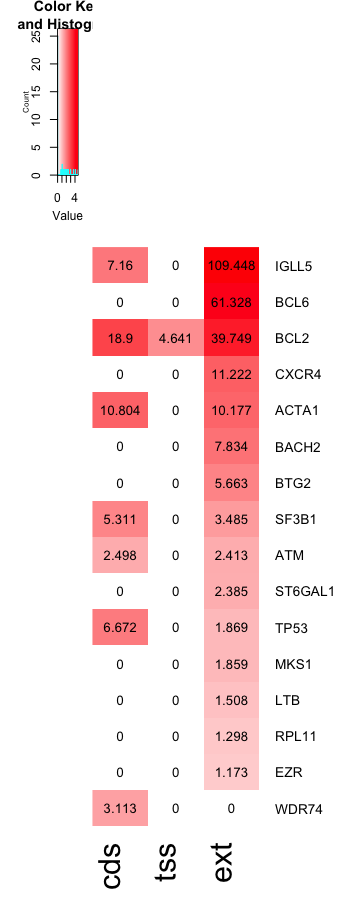 Color Ke
and Histog
Count
25
20
15
10
5
0
0 4
Value
7.16 0 109.448 IGLL5
0 0 61.328 BCL6
18.9 4.641 39.749 BCL2
0 0 11.222 CXCR4
10.804 0 10.177 ACTA1
0 0 7.834 BACH2
0 0 5.663 BTG2
5.311 0 3.485 SF3B1
2.498 0 2.413 ATM
0 0 2.385 ST6GAL1
6.672 0 1.869 TP53
0 0 1.859 MKS1
0 0 1.508 LTB
0 0 1.298 RPL11
0 0 1.173 EZR
3.113 0 0 WDR74
cds tss ext